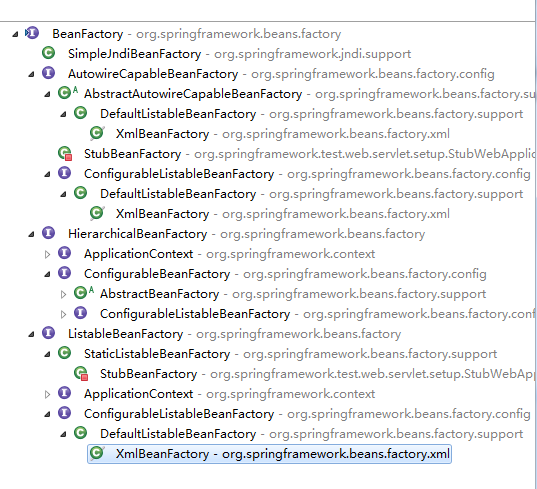 BeanFactory - org.springframework.beans.factory
SimpleJndiBeanFactory - org.springframework.jndi.support
AutowireCapableBeanFactory - org.springframework.beans.factory.config
AbstractAutowireCapableBeanFactory - org.springframework.beans.factory.su
DefaultListableBeanFactory - org.springframework.beans.factory.support
XmlBeanFactory - org.springframework.beans.factory.xml
StubBeanFactory - org.springframework.test.web.servlet.setup.StubWebApplic
ConfigurableListableBeanFactory - org.springframework.beans.factory.config
DefaultListableBeanFactory - org.springframework.beans.factory.support
XmlBeanFactory - org.springframework.beans.factory.xml
HierarchicalBeanFactory - org.springframework.beans.factory
ApplicationContext - org.springframework.context
ConfigurableBeanFactory - org.springframework.beans.factory.config
AbstractBeanFactory - org.springframework.beans.factory.support
ConfigurableListableBeanFactory - org.springframework.beans.factory.conf
ListableBeanFactory - org.springframework.beans.factory
StaticListableBeanFactory - org.springframework.beans.factory.support
StubBeanFactory - org.springframework.test.web.servlet.setup.StubWebApp
ApplicationContext - org.springframework.context
ConfigurableListableBeanFactory - org.springframework.beans.factory.config
DefaultListableBeanFactory - org.springframework.beans.factory.support
XmlBeanFactory - org.springframework.beans.factory.xml